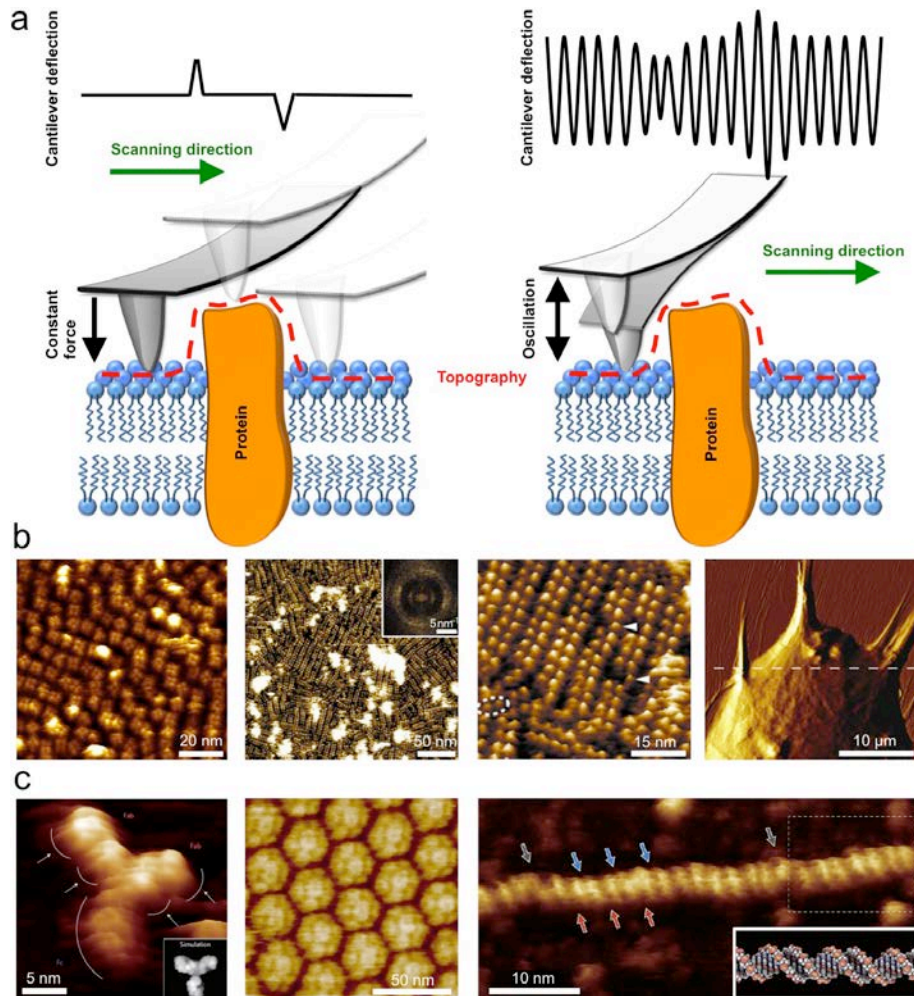 a
Cantilever deflection
Scanning direction
Constant
force
Protein
Topography
Cantilever deflection
Scanning direction
Oscillation
Protein
b
20 nm
5nm⁻¹
50 nm
15 nm
10 µm
c
Fab
Fab
Fc
Simulation
5 nm
50 nm
10 nm